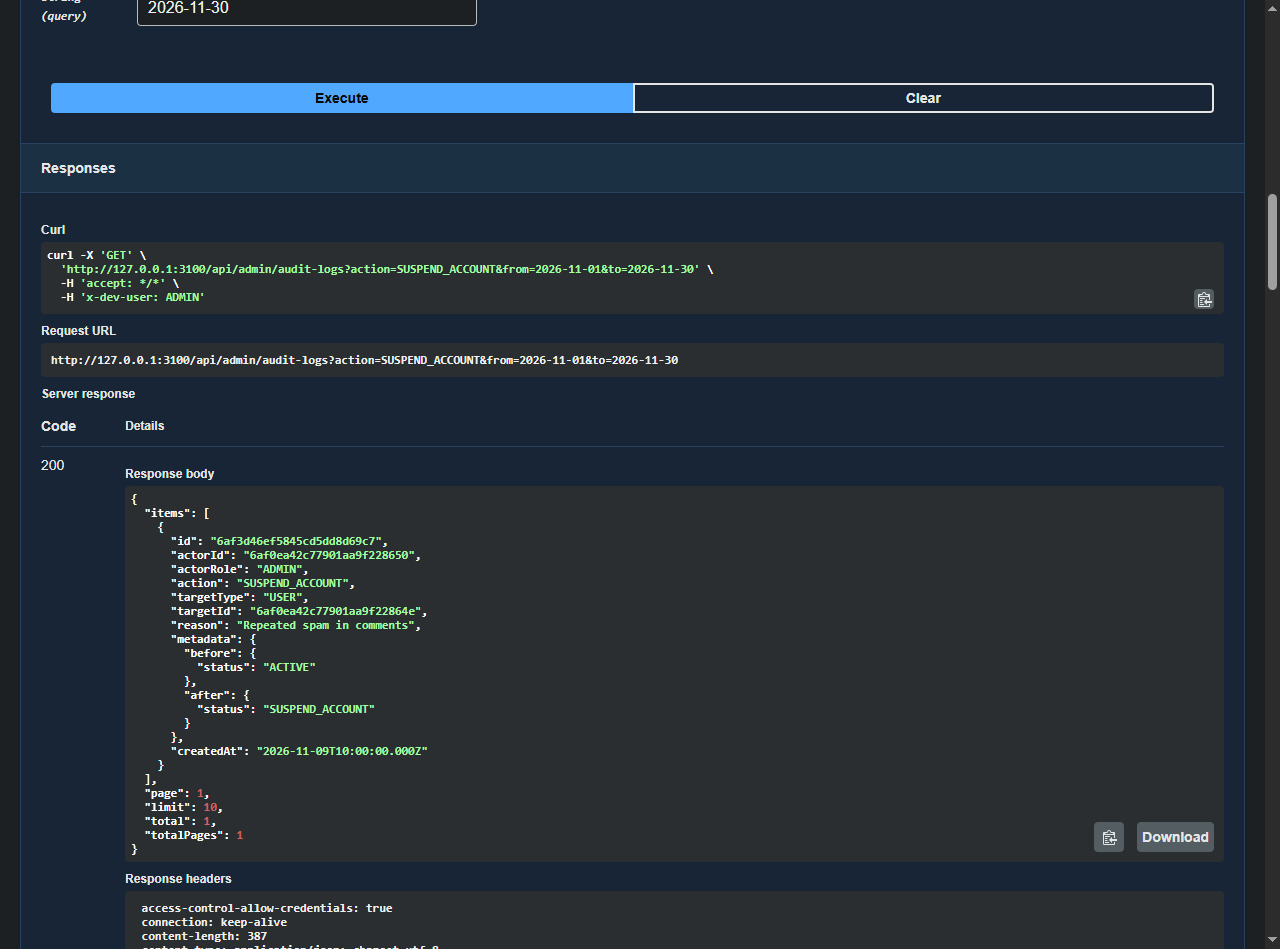 (query)
2026-11-30
Execute
Clear
Responses
Curl
curl -X 'GET' \
  'http://127.0.0.1:3100/api/admin/audit-logs?action=SUSPEND_ACCOUNT&from=2026-11-01&to=2026-11-30' \
  -H 'accept: */*' \
  -H 'x-dev-user: ADMIN'
Request URL
http://127.0.0.1:3100/api/admin/audit-logs?action=SUSPEND_ACCOUNT&from=2026-11-01&to=2026-11-30
Server response
Code Details
200
Response body
{
  "items": [
    {
      "id": "6af3d46ef5845cd5dd8d69c7",
      "actorId": "6af0ea42c77901aa9f228650",
      "actorRole": "ADMIN",
      "action": "SUSPEND_ACCOUNT",
      "targetType": "USER",
      "targetId": "6af0ea42c77901aa9f22864e",
      "reason": "Repeated spam in comments",
      "metadata": {
        "before": {
          "status": "ACTIVE"
        },
        "after": {
          "status": "SUSPEND_ACCOUNT"
        }
      },
      "createdAt": "2026-11-09T10:00:00.000Z"
    }
  ],
  "page": 1,
  "limit": 10,
  "total": 1,
  "totalPages": 1
}
Download
Response headers
access-control-allow-credentials: true
connection: keep-alive
content-length: 387